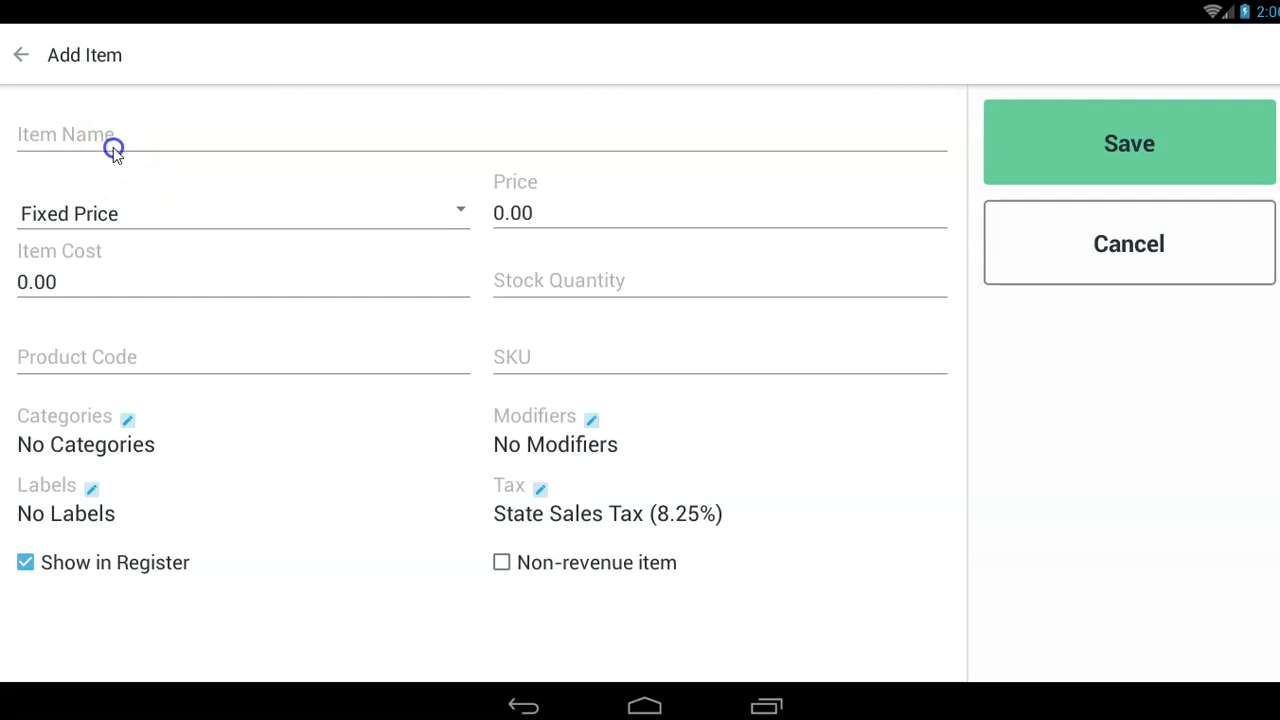 2:06
Add Item
Item Name
Save
Price
Fixed Price
0.00
Cancel
Item Cost
0.00
Stock Quantity
Product Code
SKU
Categories
Modifiers
No Categories
No Modifiers
Labels
Tax
No Labels
State Sales Tax (8.25%)
Show in Register
Non-revenue item